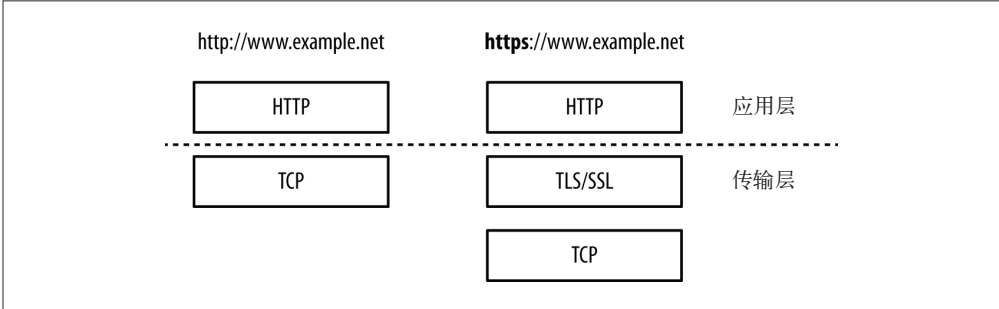 http://www.example.net https://www.example.net
HTTP HTTP 应用层
TCP TLS/SSL 传输层
TCP